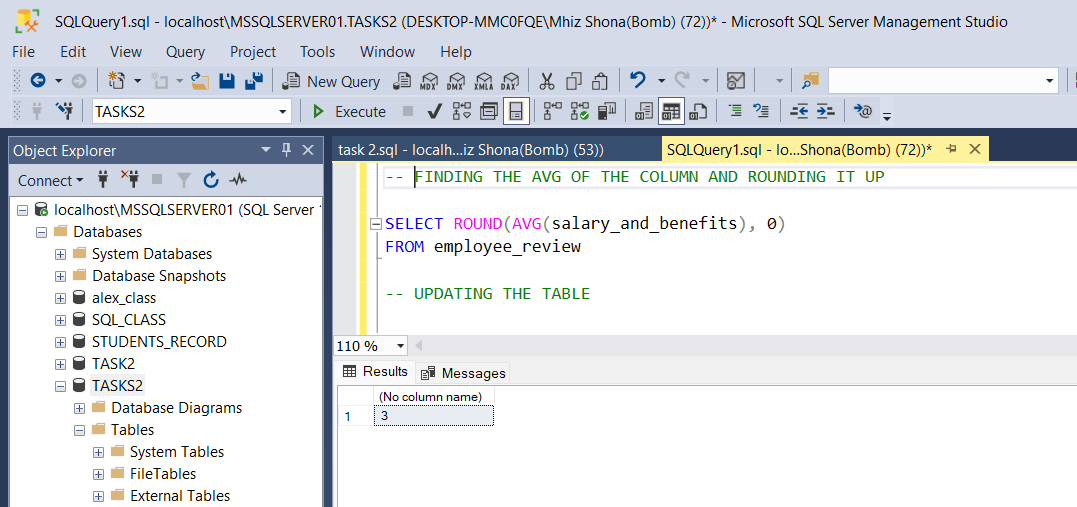 SQLQuery1.sql - localhost\MSSQLSERVER01.TASKS2 (DESKTOP-MMC0FQE\Mhiz Shona(Bomb) (72))* - Microsoft SQL Server Management Studio
File Edit View Query Project Tools Window Help
New Query MDX DMX XMLA DAX
TASKS2 Execute
Object Explorer
task 2.sql - localh...iz Shona(Bomb) (53)) SQLQuery1.sql - lo...Shona(Bomb) (72))*
Connect
localhost\MSSQLSERVER01 (SQL Server
Databases
System Databases
Database Snapshots
alex_class
SQL_CLASS
STUDENTS_RECORD
TASK2
TASKS2
Database Diagrams
Tables
System Tables
FileTables
External Tables
-- FINDING THE AVG OF THE COLUMN AND ROUNDING IT UP
SELECT ROUND(AVG(salary_and_benefits), 0)
FROM employee_review
-- UPDATING THE TABLE
110 %
Results Messages
(No column name)
1 3